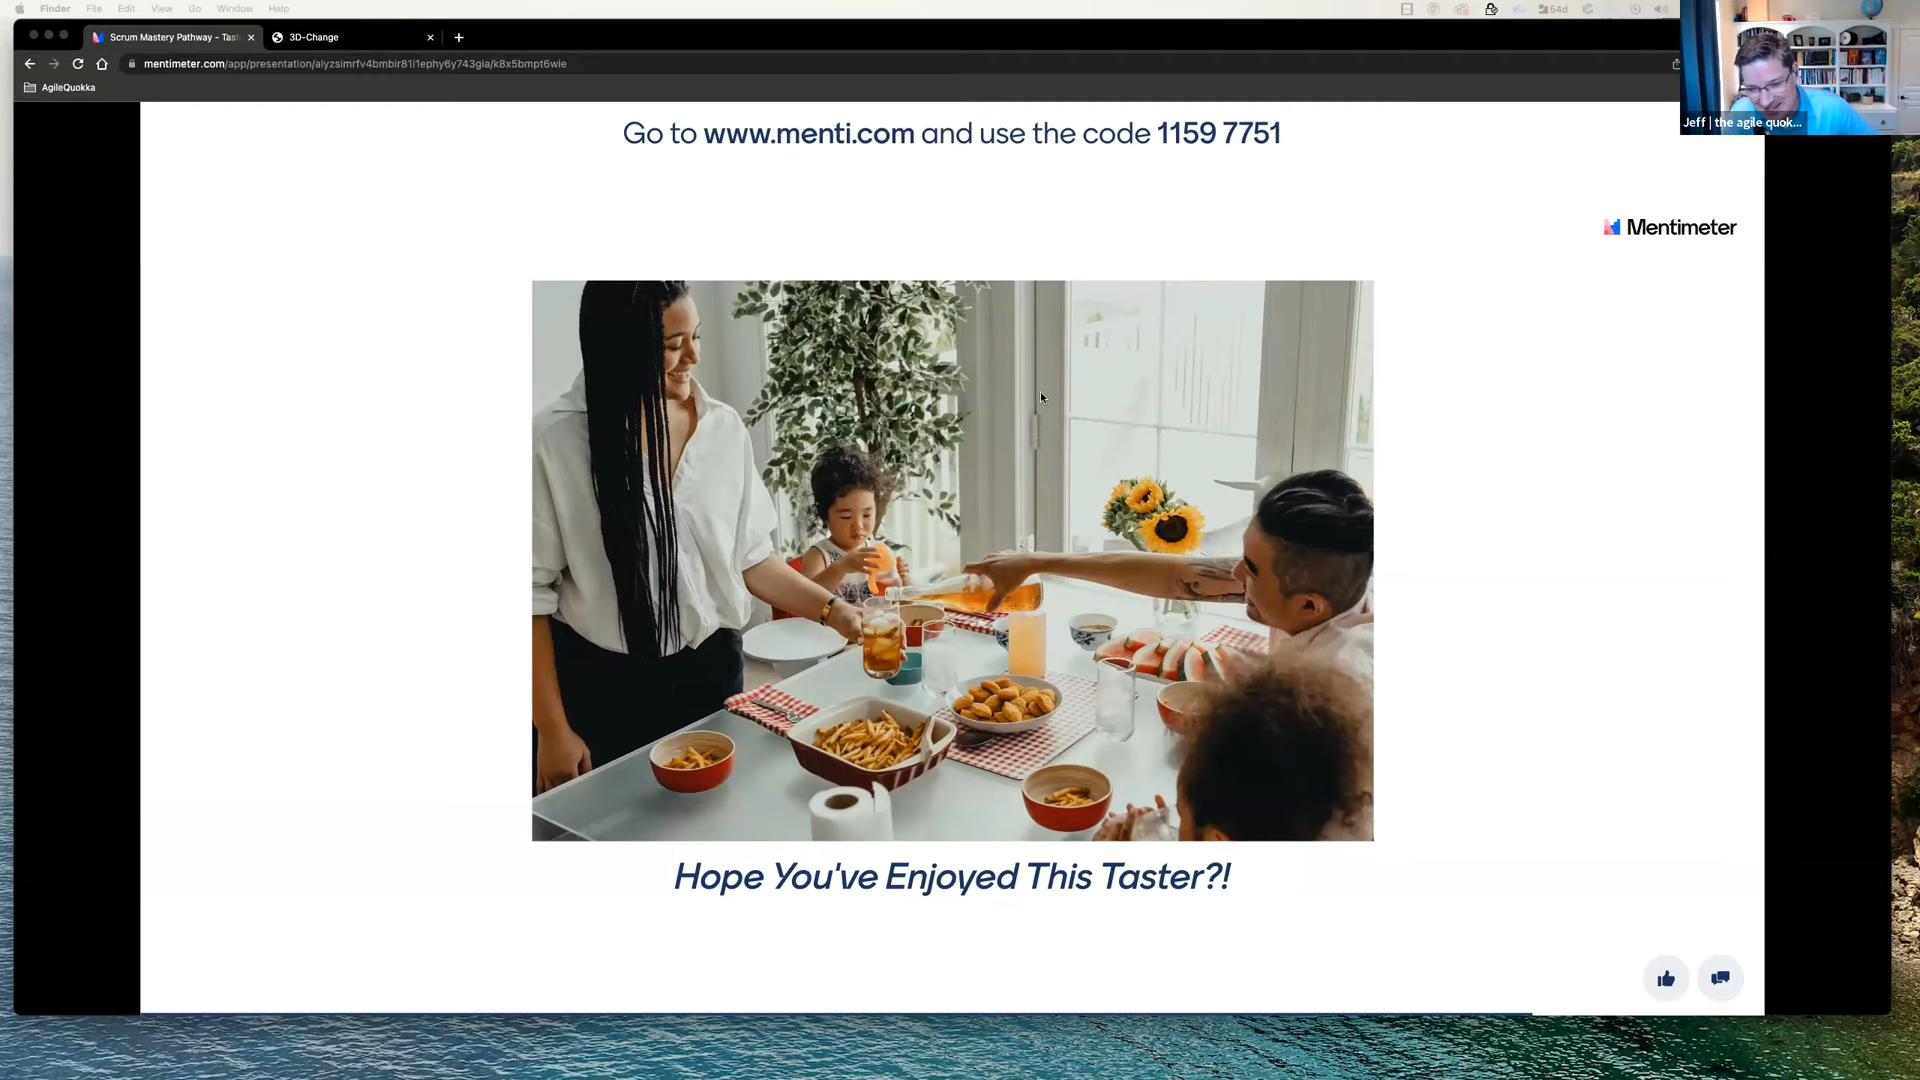 Finder File Edit View Go Window Help
54d
Scrum Mastery Pathway - Tast
3D-Change
mentimeter.com/app/presentation/alyzsimrfv4bmbir81i1ephy6y743gia/k8x5bmpt6wie
AgileQuokka
Jeff | the agile quok...
Go to www.menti.com and use the code 1159 7751
Mentimeter
Hope You've Enjoyed This Taster?!